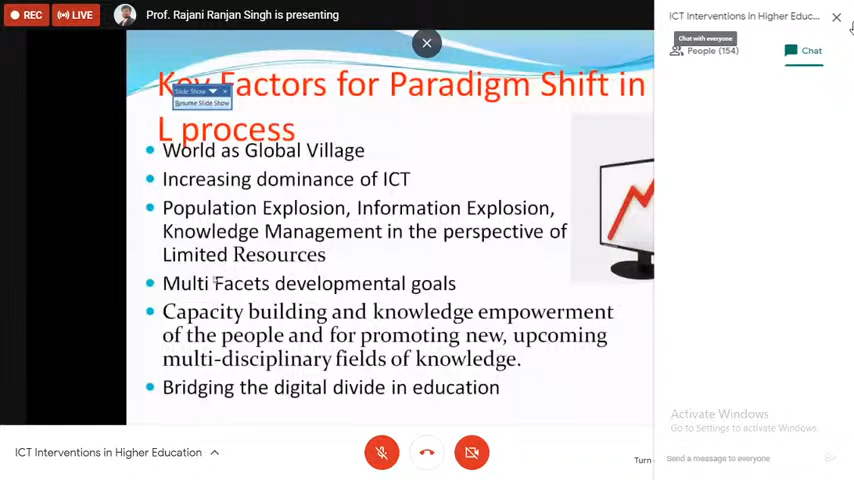 REC
LIVE
Prof. Rajani Ranjan Singh is presenting
ICT Interventions in Higher Educ...
Chat with everyone
People (154)
Chat
Key Factors for Paradigm Shift in
L process
Slide Show
Resume Slide Show
World as Global Village
Increasing dominance of ICT
Population Explosion, Information Explosion,
Knowledge Management in the perspective of
Limited Resources
Multi Facets developmental goals
Capacity building and knowledge empowerment
of the people and for promoting new, upcoming
multi-disciplinary fields of knowledge.
Bridging the digital divide in education
Activate Windows
Go to Settings to activate Windows.
ICT Interventions in Higher Education
Turn
Send a message to everyone